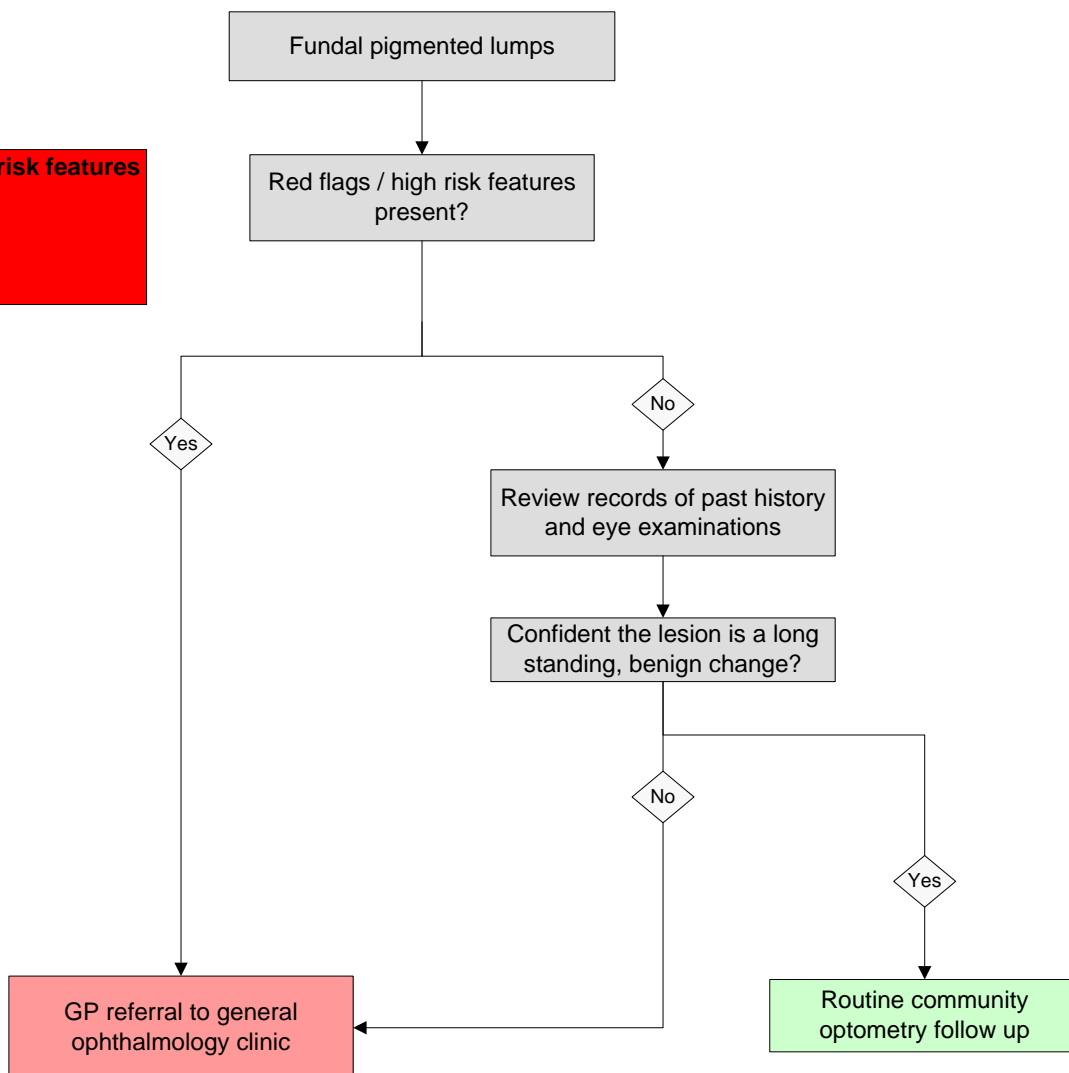 Fundal pigmented lumps
risk features
Red flags / high risk features
present?
Yes
No
Review records of past history
and eye examinations
Confident the lesion is a long
standing, benign change?
No
Yes
GP referral to general
ophthalmology clinic
Routine community
optometry follow up